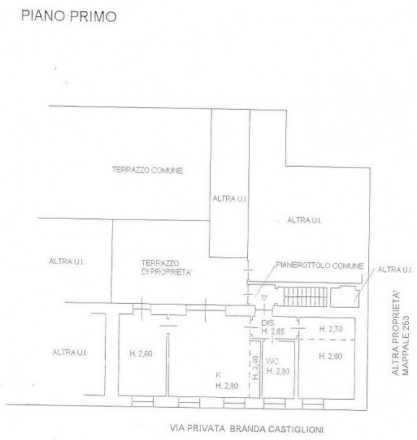 PIANO PRIMO
TERRAZZO COMUNE
ALTRA U.I.
ALTRA U.I.
ALTRA U.I.
TERRAZZO
DI PROPRIETA'
PIANEROTTOLO COMUNE
ALTRA U.I.
ALTRA U.I.
DIS.
H. 2,65
H. 2,70
H. 2,80
K
H. 2,80
H. 2,40
WC
H. 2,80
H. 2,80
ALTRA PROPRIETA'
MAPPALE 253
VIA PRIVATA BRANDA CASTIGLIONI